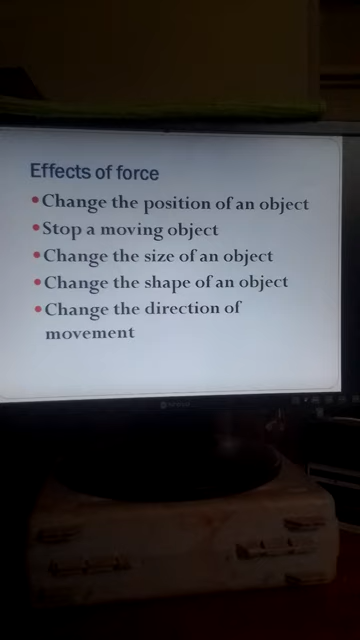 Effects of force
•Change the position of an object
•Stop a moving object
•Change the size of an object
•Change the shape of an object
•Change the direction of
movement